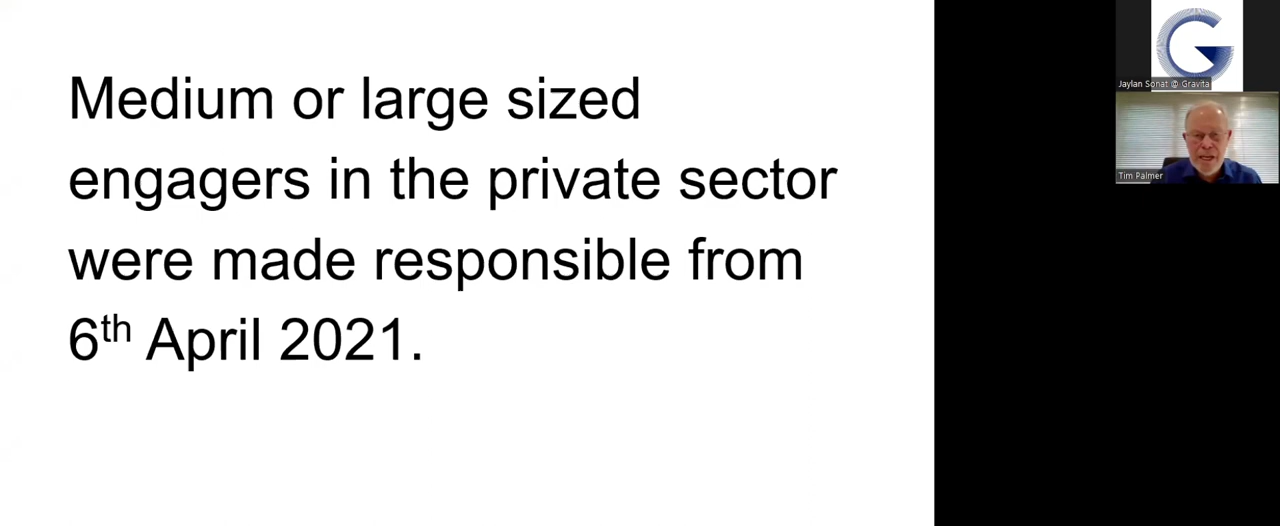 Medium or large sized
engagers in the private sector
were made responsible from
6th April 2021.
Jaylan Sonat @ Gravita
Tim Palmer